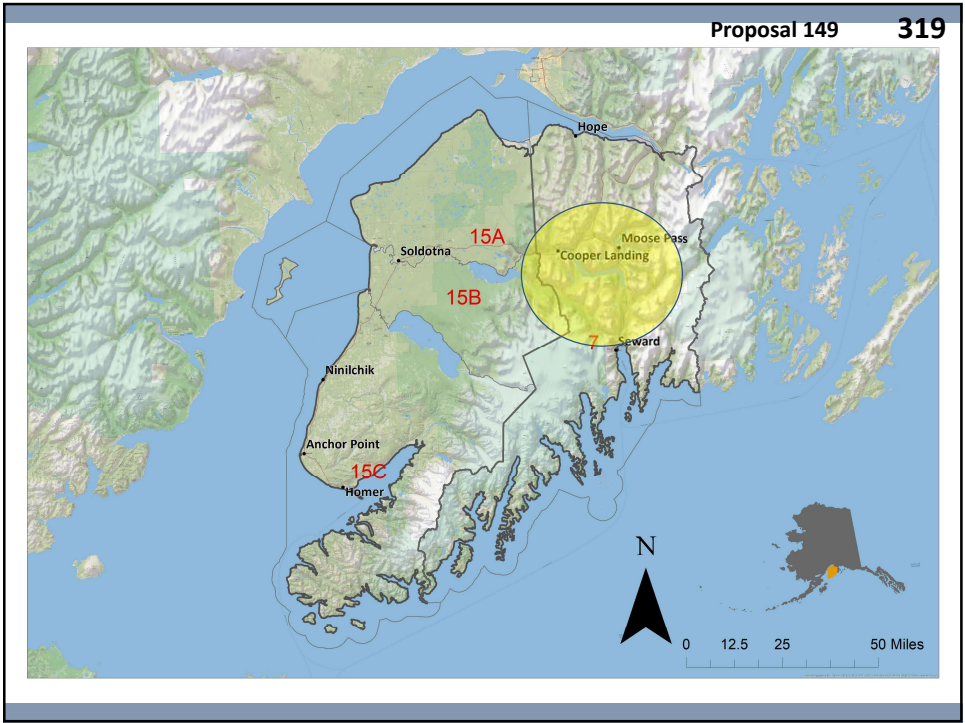 Proposal 149
319
Hope
15A
Moose Pass
Soldotna
Cooper Landing
15B
7
Seward
Ninilchik
Anchor Point
15C
Homer
N
0 12.5 25 50 Miles